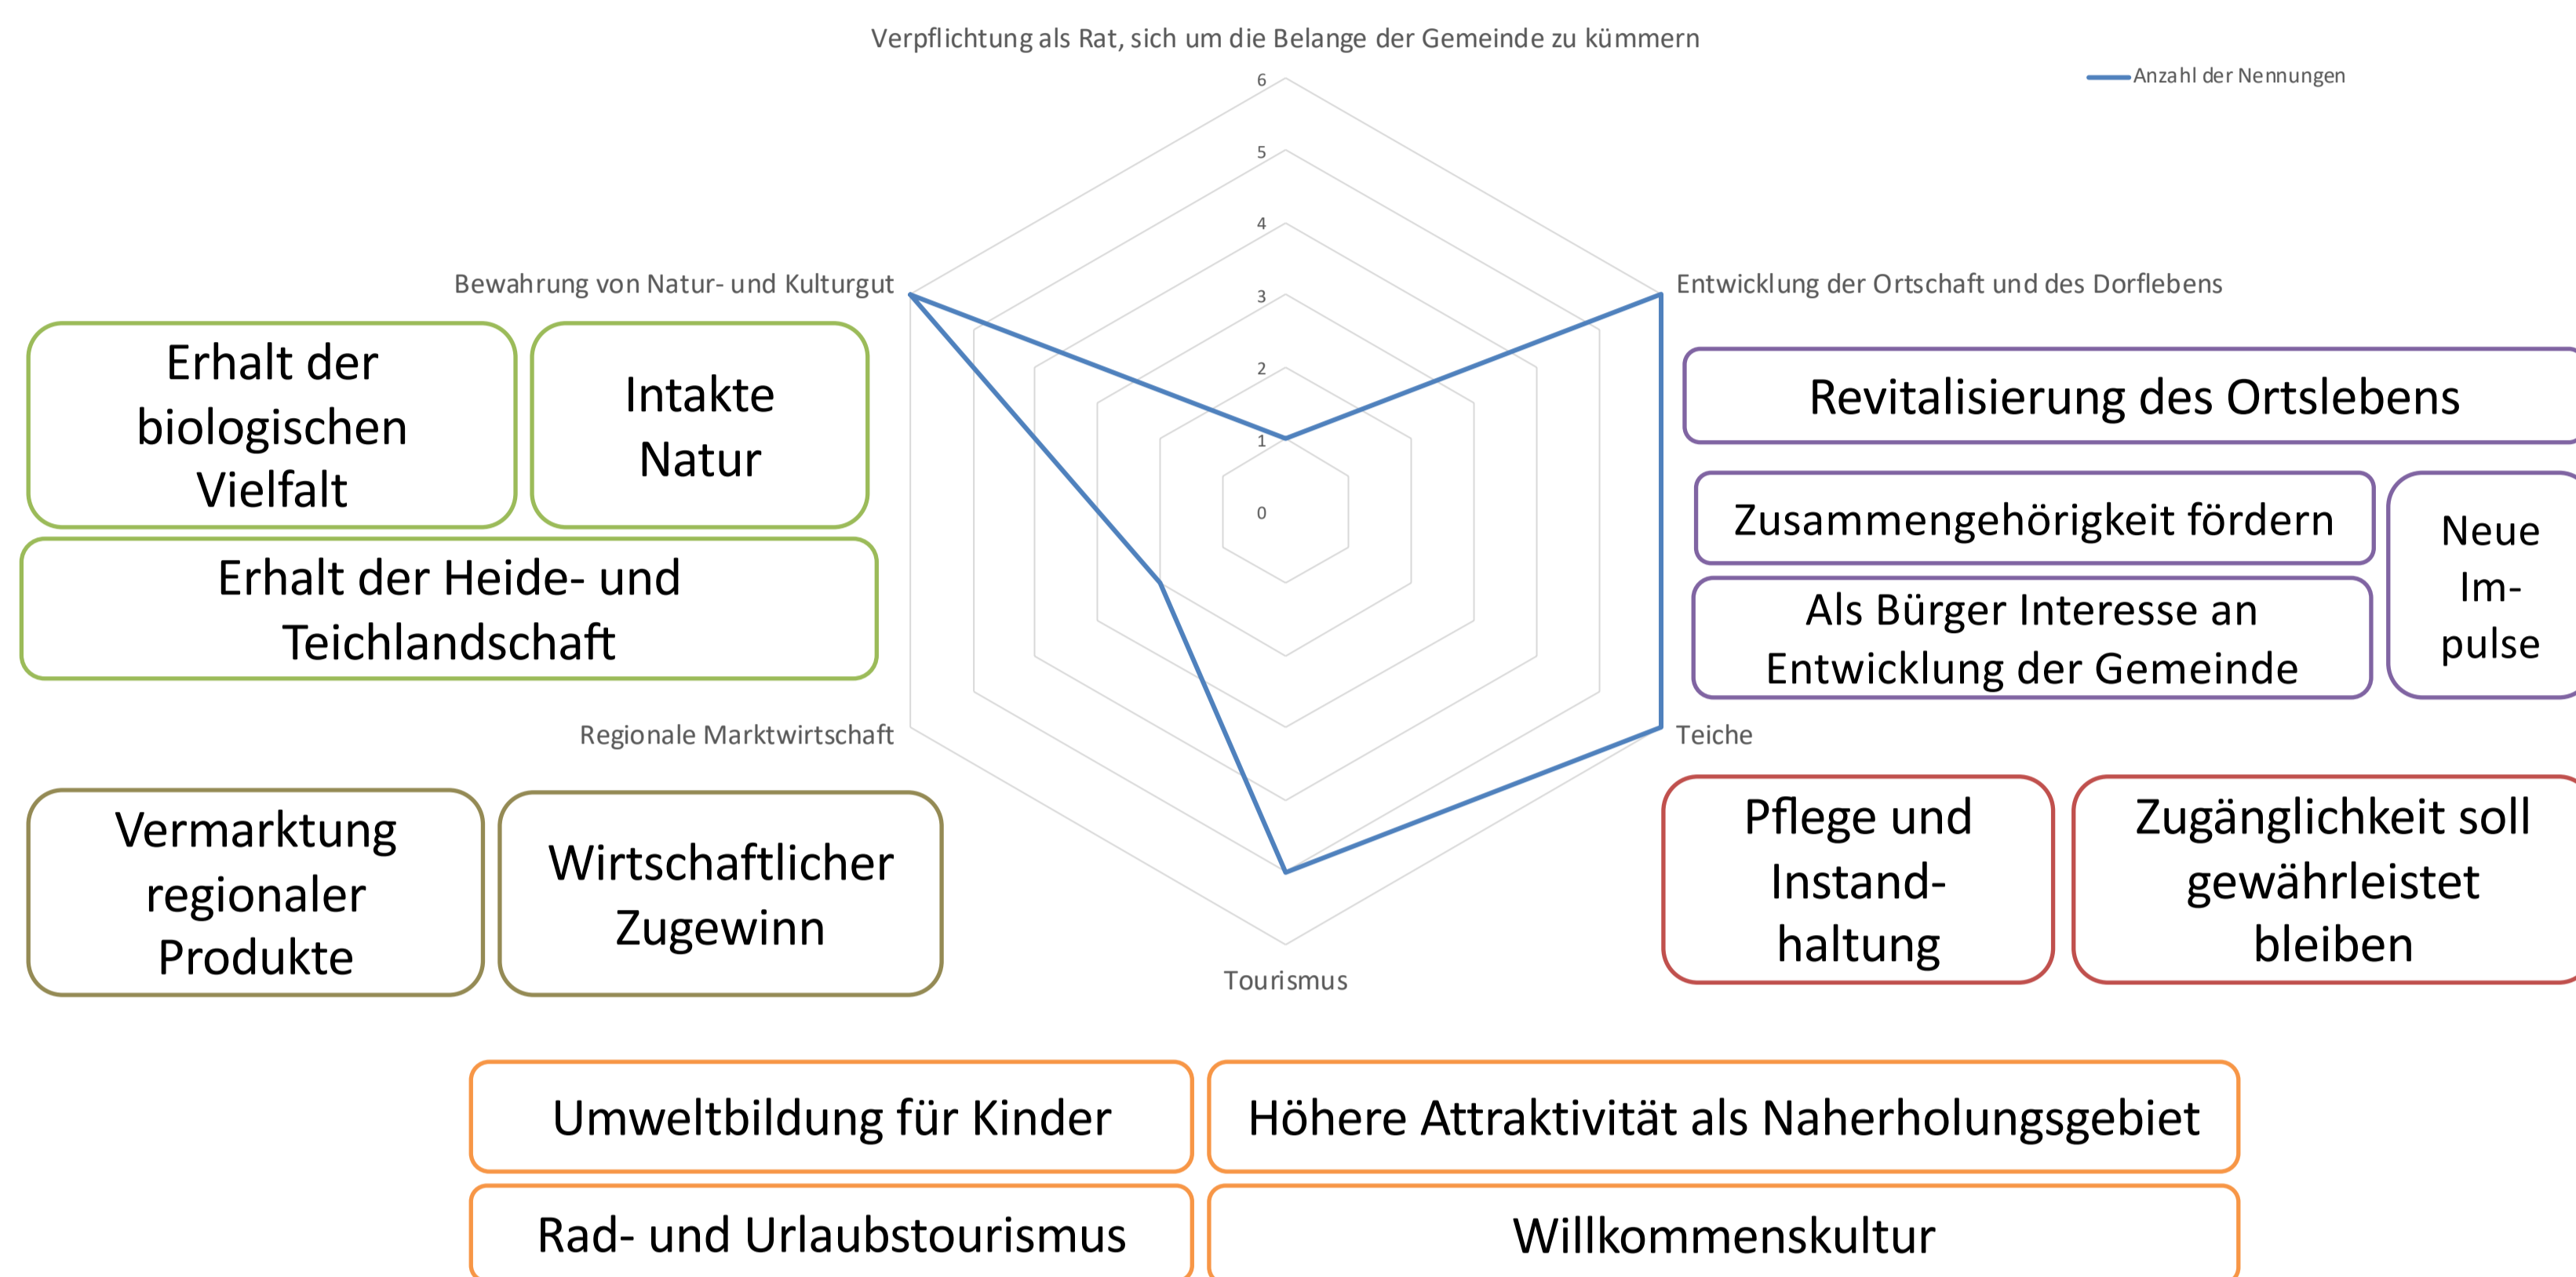 Verpflichtung als Rat, sich um die Belange der Gemeinde zu kümmern
Anzahl der Nennungen
6
5
4
3
2
1
0
Bewahrung von Natur- und Kulturgut
Erhalt der
biologischen
Vielfalt
Intakte
Natur
Erhalt der Heide- und
Teichlandschaft
Entwicklung der Ortschaft und des Dorflebens
Revitalisierung des Ortslebens
Zusammengehörigkeit fördern
Als Bürger Interesse an
Entwicklung der Gemeinde
Neue
Im-
pulse
Regionale Marktwirtschaft
Vermarktung
regionaler
Produkte
Wirtschaftlicher
Zugewinn
Teiche
Pflege und
Instand-
haltung
Zugänglichkeit soll
gewährleistet
bleiben
Tourismus
Umweltbildung für Kinder
Höhere Attraktivität als Naherholungsgebiet
Rad- und Urlaubstourismus
Willkommenskultur